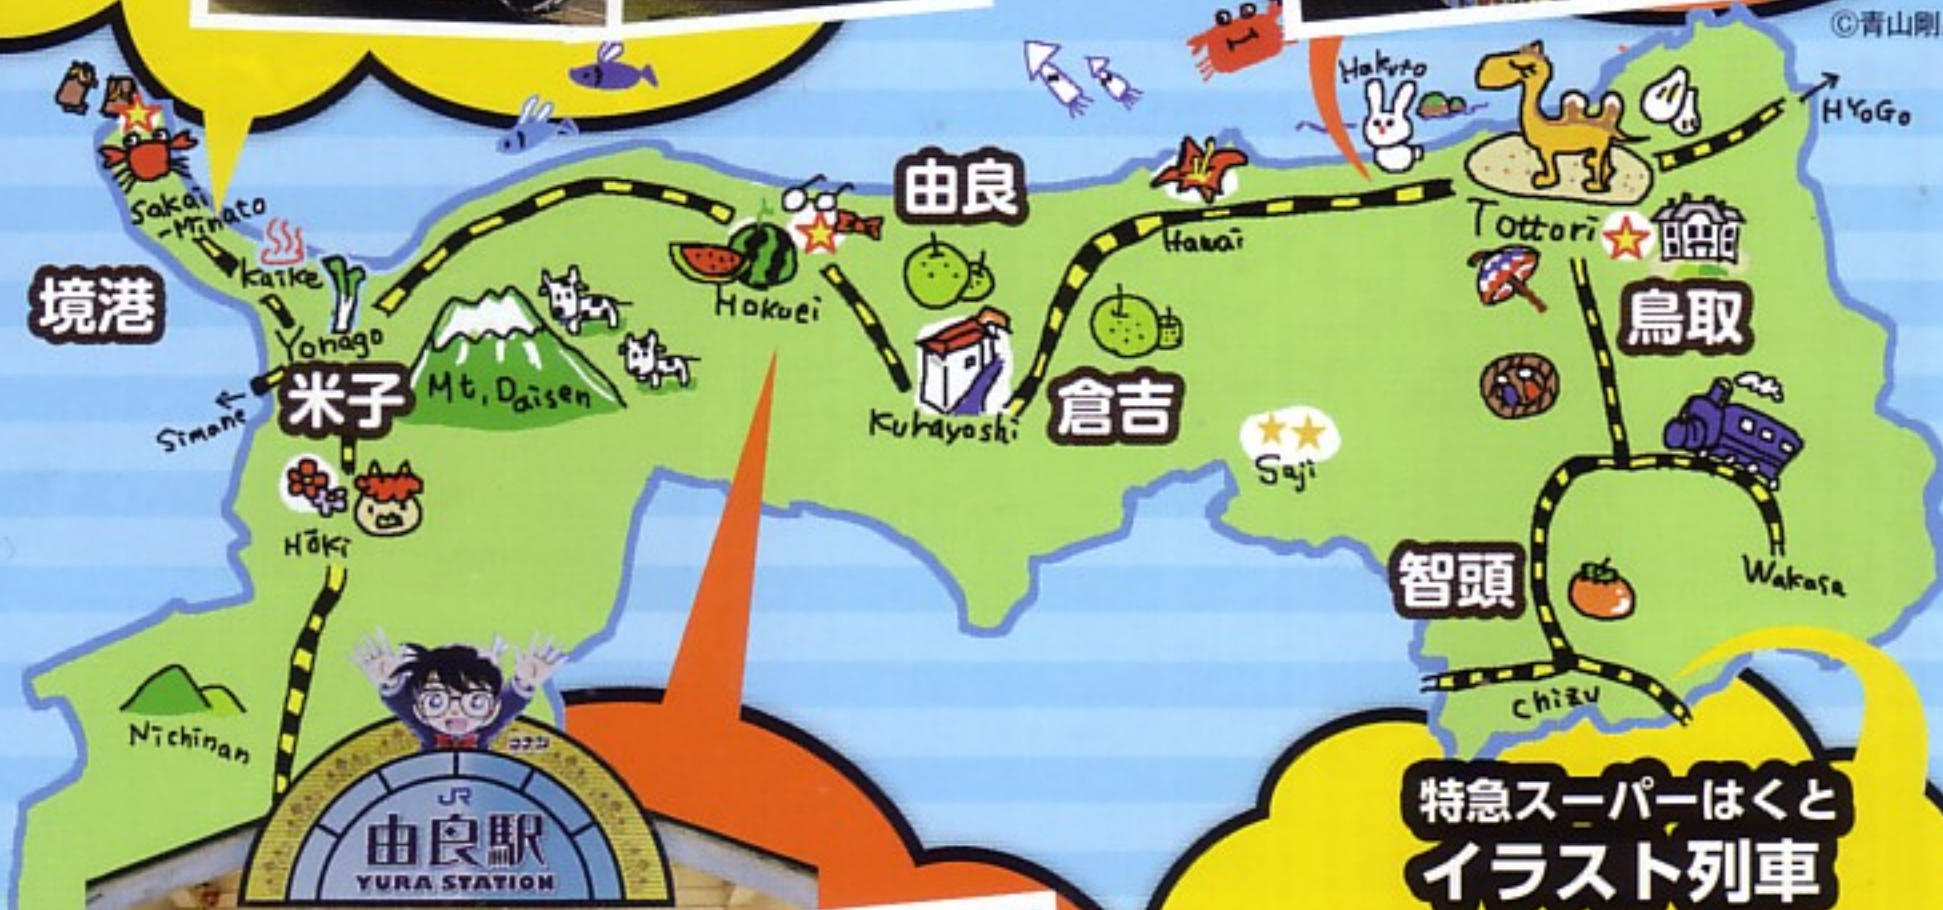 ©青山剛
Hakuto
HYoGo
由良
Sakai
-Minato
Kaike
Hawai
Tottori
境港
Hokuei
鳥取
Yonago
米子
Mt. Daisen
Simane
Kurayoshi
倉吉
Saji
Hōki
智頭
Wakasa
Chizu
Nichinan
コナン
JR
由良駅
YURA STATION
特急スーパーはくと
イラスト列車